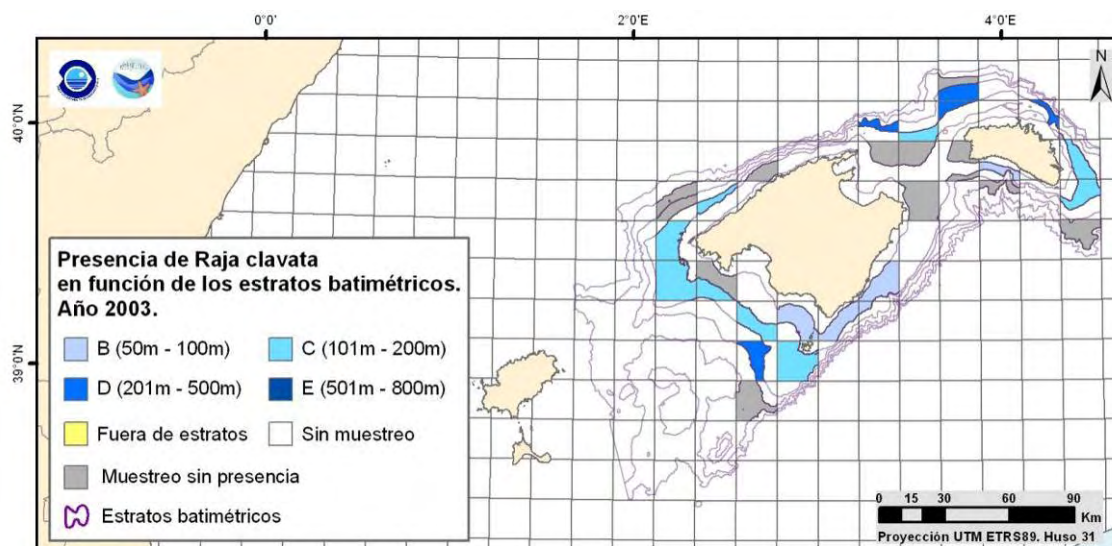 0°0'
2°0'E
4°0'E
N
40°0'N
39°0'N
Presencia de Raja clavata
en función de los estratos batimétricos.
Año 2003.
B (50m - 100m)
C (101m - 200m)
D (201m - 500m)
E (501m - 800m)
Fuera de estratos
Sin muestreo
Muestreo sin presencia
Estratos batimétricos
0 15 30 60 90
Km
Proyección UTM ETRS89. Huso 31